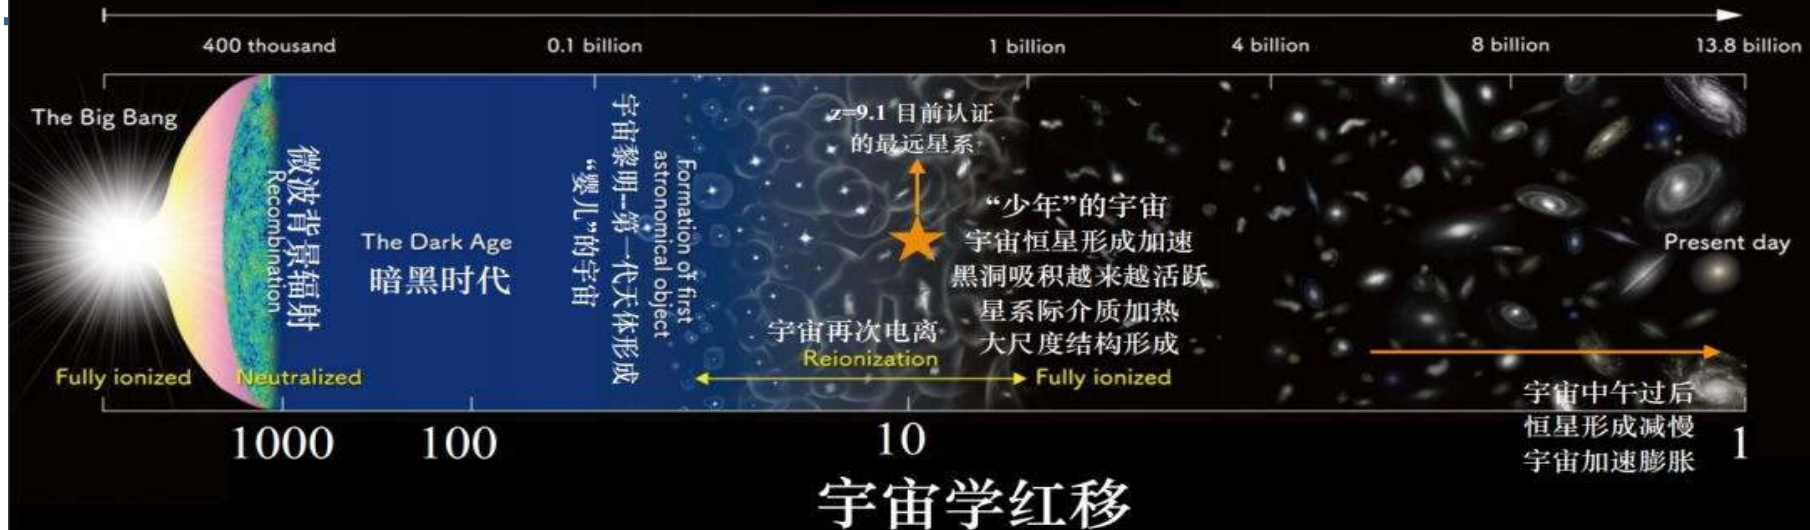 400 thousand
0.1 billion
1 billion
4 billion
8 billion
13.8 billion
The Big Bang
Fully ionized
微波背景辐射
Recombination
Neutralized
The Dark Age
暗黑时代
“婴儿”的宇宙
宇宙黎明--第一代天体形成
Formation of first
astronomical object
z=9.1 目前认证
的最远星系
宇宙再次电离
Reionization
“少年”的宇宙
宇宙恒星形成加速
黑洞吸积越来越活跃
星系际介质加热
大尺度结构形成
Fully ionized
Present day
宇宙中午过后
恒星形成减慢
宇宙加速膨胀
1000
100
10
1
宇宙学红移